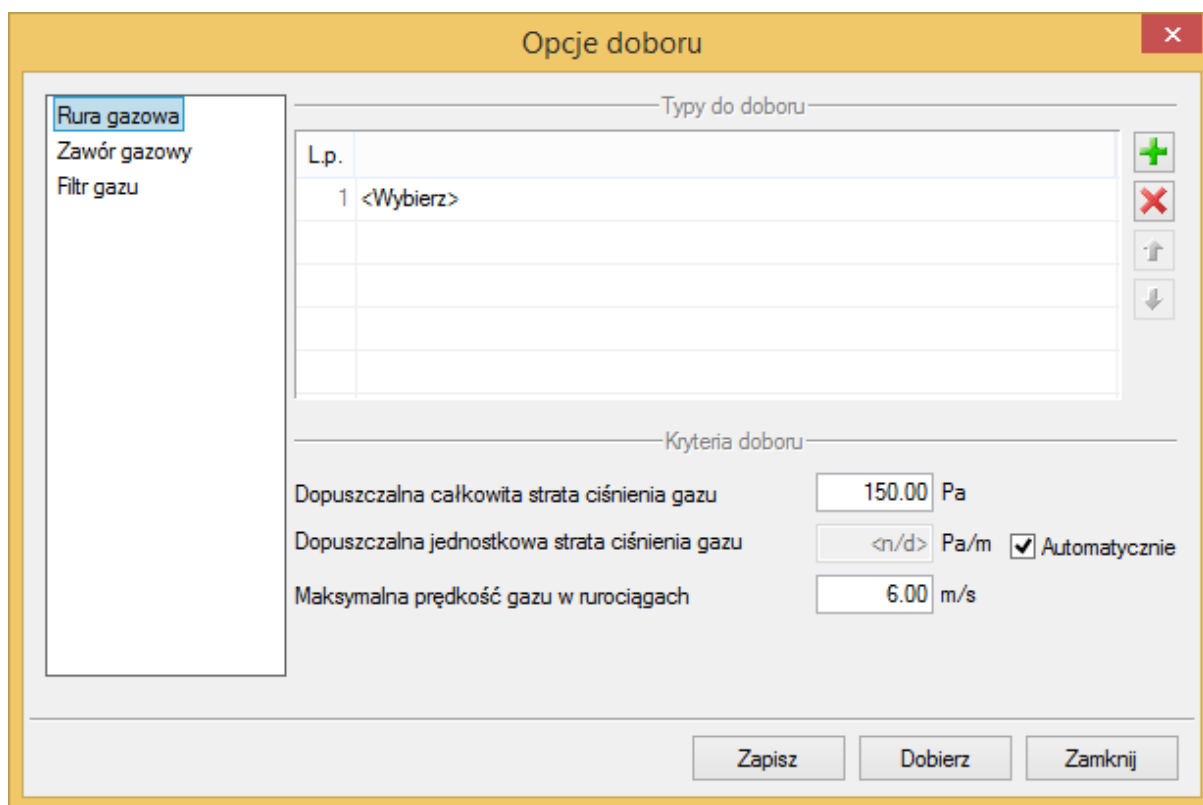 Opcje doboru
Rura gazowa
Zawór gazowy
Filtr gazu
Typy do doboru
L.p.
1 <Wybierz>
Kryteria doboru
Dopuszczalna całkowita strata ciśnienia gazu 150.00 Pa
Dopuszczalna jednostkowa strata ciśnienia gazu <n/d> Pa/m Automatycznie
Maksymalna prędkość gazu w rurociągach 6.00 m/s
Zapisz Dobierz Zamknij